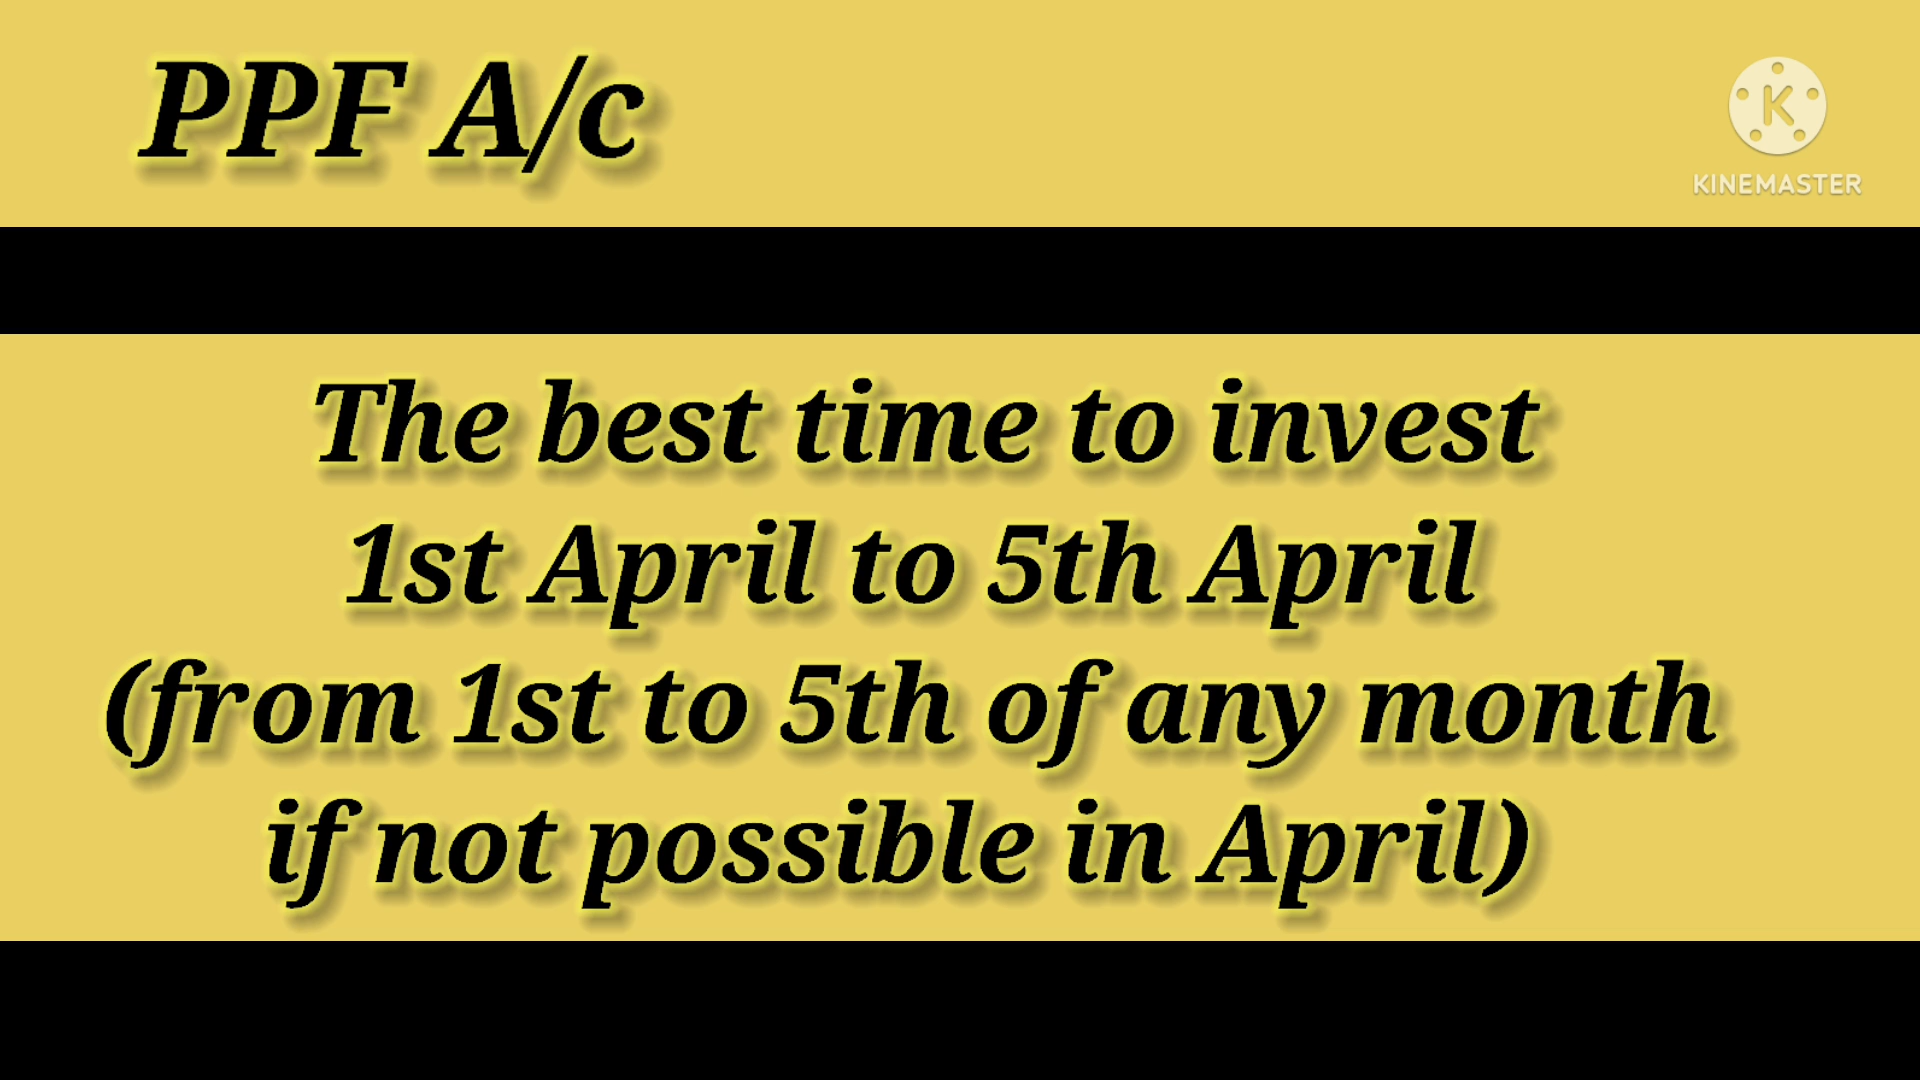 PPF A/c
K
KINEMASTER
The best time to invest
1st April to 5th April
(from 1st to 5th of any month
if not possible in April)